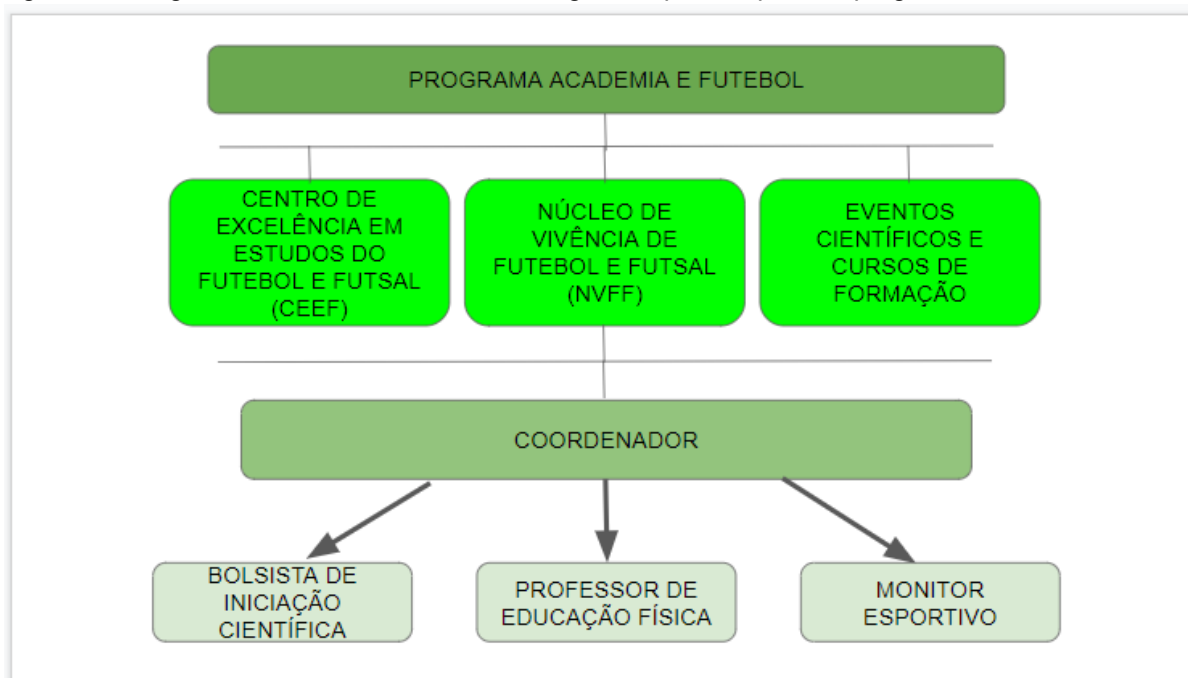 PROGRAMA ACADEMIA E FUTEBOL
CENTRO DE
EXCELÊNCIA EM
ESTUDOS DO
FUTEBOL E FUTSAL
(CEEF)
NÚCLEO DE
VIVÊNCIA DE
FUTEBOL E FUTSAL
(NVFF)
EVENTOS
CIENTÍFICOS E
CURSOS DE
FORMAÇÃO
COORDENADOR
BOLSISTA DE
INICIAÇÃO
CIENTÍFICA
PROFESSOR DE
EDUCAÇÃO FÍSICA
MONITOR
ESPORTIVO